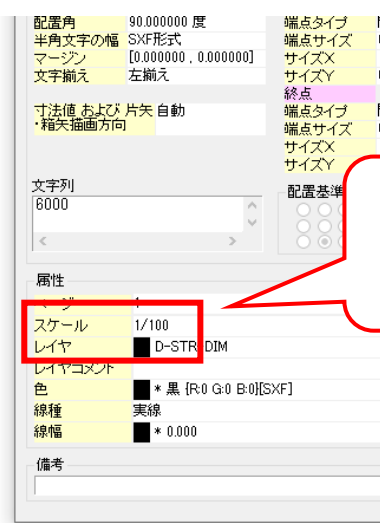 配置角 90.000000 度
半角文字の幅 SXF形式
マージン [0.000000 , 0.000000]
文字揃え 左揃え
寸法値 および 片矢 自動
・箱矢描画方向
端点タイプ
端点サイズ
サイズX
サイズY
終点
端点タイプ
端点サイズ
サイズX
サイズY
文字列
6000
配置基準
属性
スケール 1/100
レイヤ D-STR DIM
レイヤコメント
色 * 黒 {R:0 G:0 B:0}[SXF]
線種 実線
線幅 * 0.000
備考